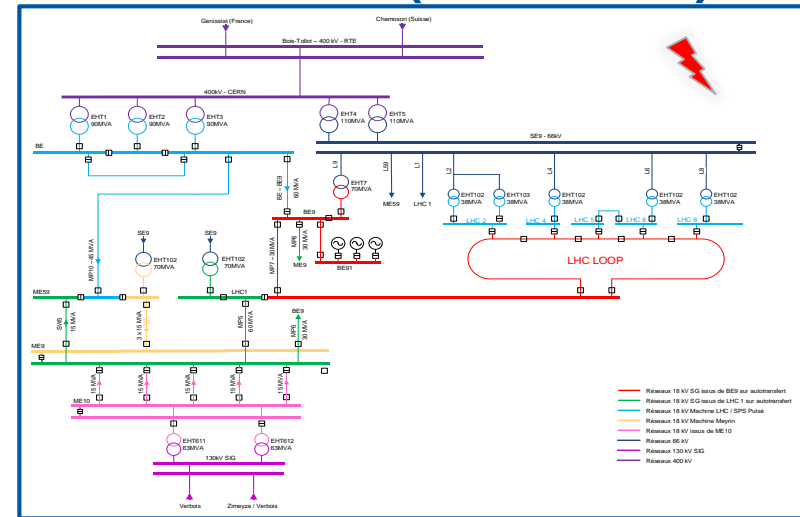 Genissiat (France)
Chamoson (Suisse)
Bois-Tollot – 400 kV - RTE
400kV - CERN
EHT1
90MVA
EHT2
90MVA
EHT3
90MVA
EHT4
110MVA
EHT5
110MVA
SE9 - 66kV
BE
BE – BE9
60 MVA
L9
EHT7
70MVA
L59
ME59
L1
LHC 1
L2
EHT102
38MVA
EHT103
38MVA
L4
EHT102
38MVA
L6
EHT102
38MVA
L8
EHT102
38MVA
BE9
LHC 2
LHC 4
LHC 5
LHC 6
LHC 8
MP10 – 45 MVA
SE9
EHT102
70MVA
SE9
EHT102
70MVA
MP7 – 30MVA
MP6
30 MVA
ME9
BE91
LHC LOOP
ME59
LHC1
SW5
15 MVA
3 x 15 MVA
MP5
60 MVA
BE9
MP6
30 MVA
ME9
15 MVA
15 MVA
15 MVA
15 MVA
15 MVA
ME10
EHT611
63MVA
EHT612
63MVA
130kV SIG
Verbois
Zimeyza / Verbois
Réseaux 18 kV SG issus de BE9 sur autotransfert
Réseaux 18 kV SG issus de LHC 1 sur autotransfert
Réseaux 18 kV Machine LHC / SPS Pulsé
Réseaux 18 kV Machine Meyrin
Réseaux 18 kV issus de ME10
Réseaux 66 kV
Réseaux 130 kV SIG
Réseaux 400 kV